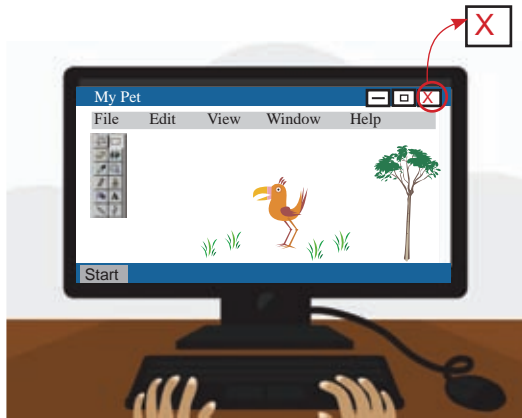 X
My Pet X
File Edit View Window Help
A
Start